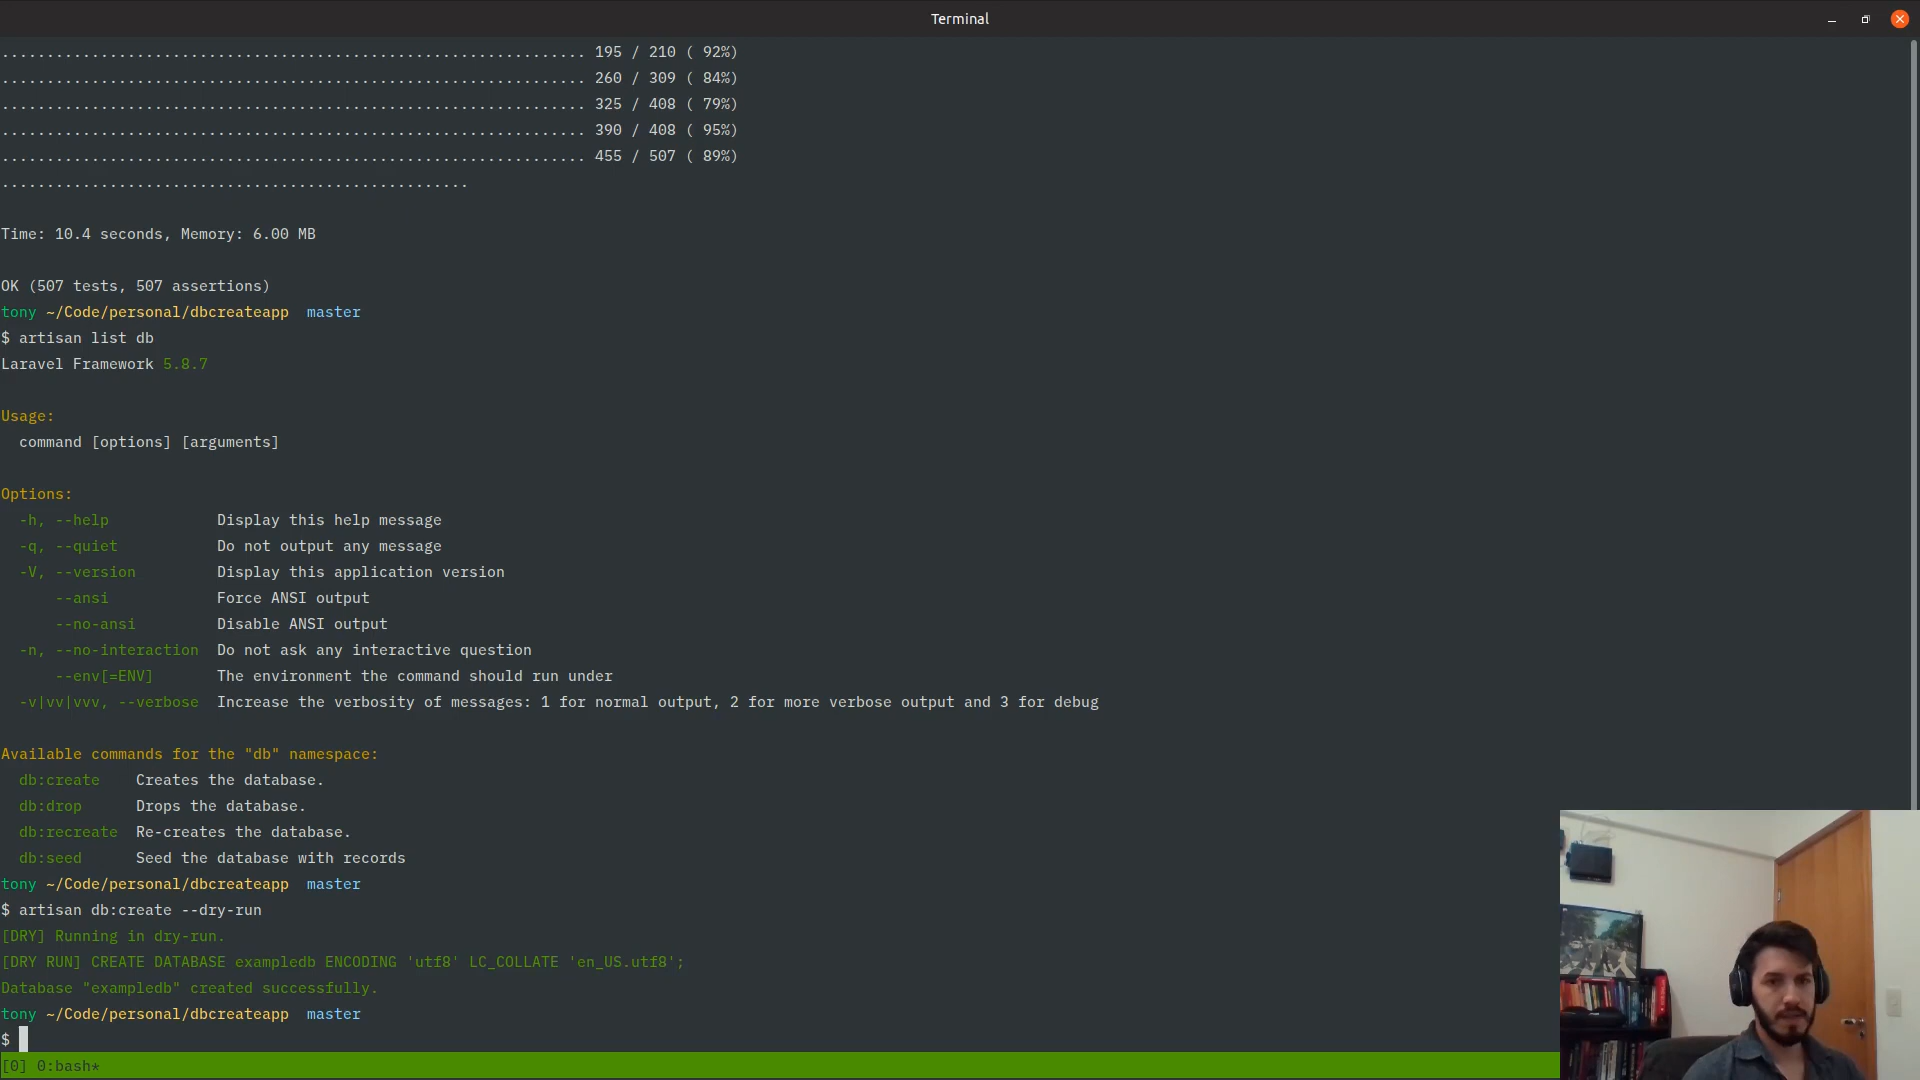 Terminal
................................................................. 195 / 210 ( 92%)
................................................................. 260 / 309 ( 84%)
................................................................. 325 / 408 ( 79%)
................................................................. 390 / 408 ( 95%)
................................................................. 455 / 507 ( 89%)
....................................................
Time: 10.4 seconds, Memory: 6.00 MB
OK (507 tests, 507 assertions)
tony ~/Code/personal/dbcreateapp  master
$ artisan list db
Laravel Framework 5.8.7
Usage:
  command [options] [arguments]
Options:
  -h, --help            Display this help message
  -q, --quiet           Do not output any message
  -V, --version         Display this application version
      --ansi            Force ANSI output
      --no-ansi         Disable ANSI output
  -n, --no-interaction  Do not ask any interactive question
      --env[=ENV]       The environment the command should run under
  -v|vv|vvv, --verbose  Increase the verbosity of messages: 1 for normal output, 2 for more verbose output and 3 for debug
Available commands for the "db" namespace:
  db:create    Creates the database.
  db:drop      Drops the database.
  db:recreate  Re-creates the database.
  db:seed      Seed the database with records
tony ~/Code/personal/dbcreateapp  master
$ artisan db:create --dry-run
[DRY] Running in dry-run.
[DRY RUN] CREATE DATABASE exampledb ENCODING 'utf8' LC_COLLATE 'en_US.utf8';
Database "exampledb" created successfully.
tony ~/Code/personal/dbcreateapp  master
$
[0] 0:bash*